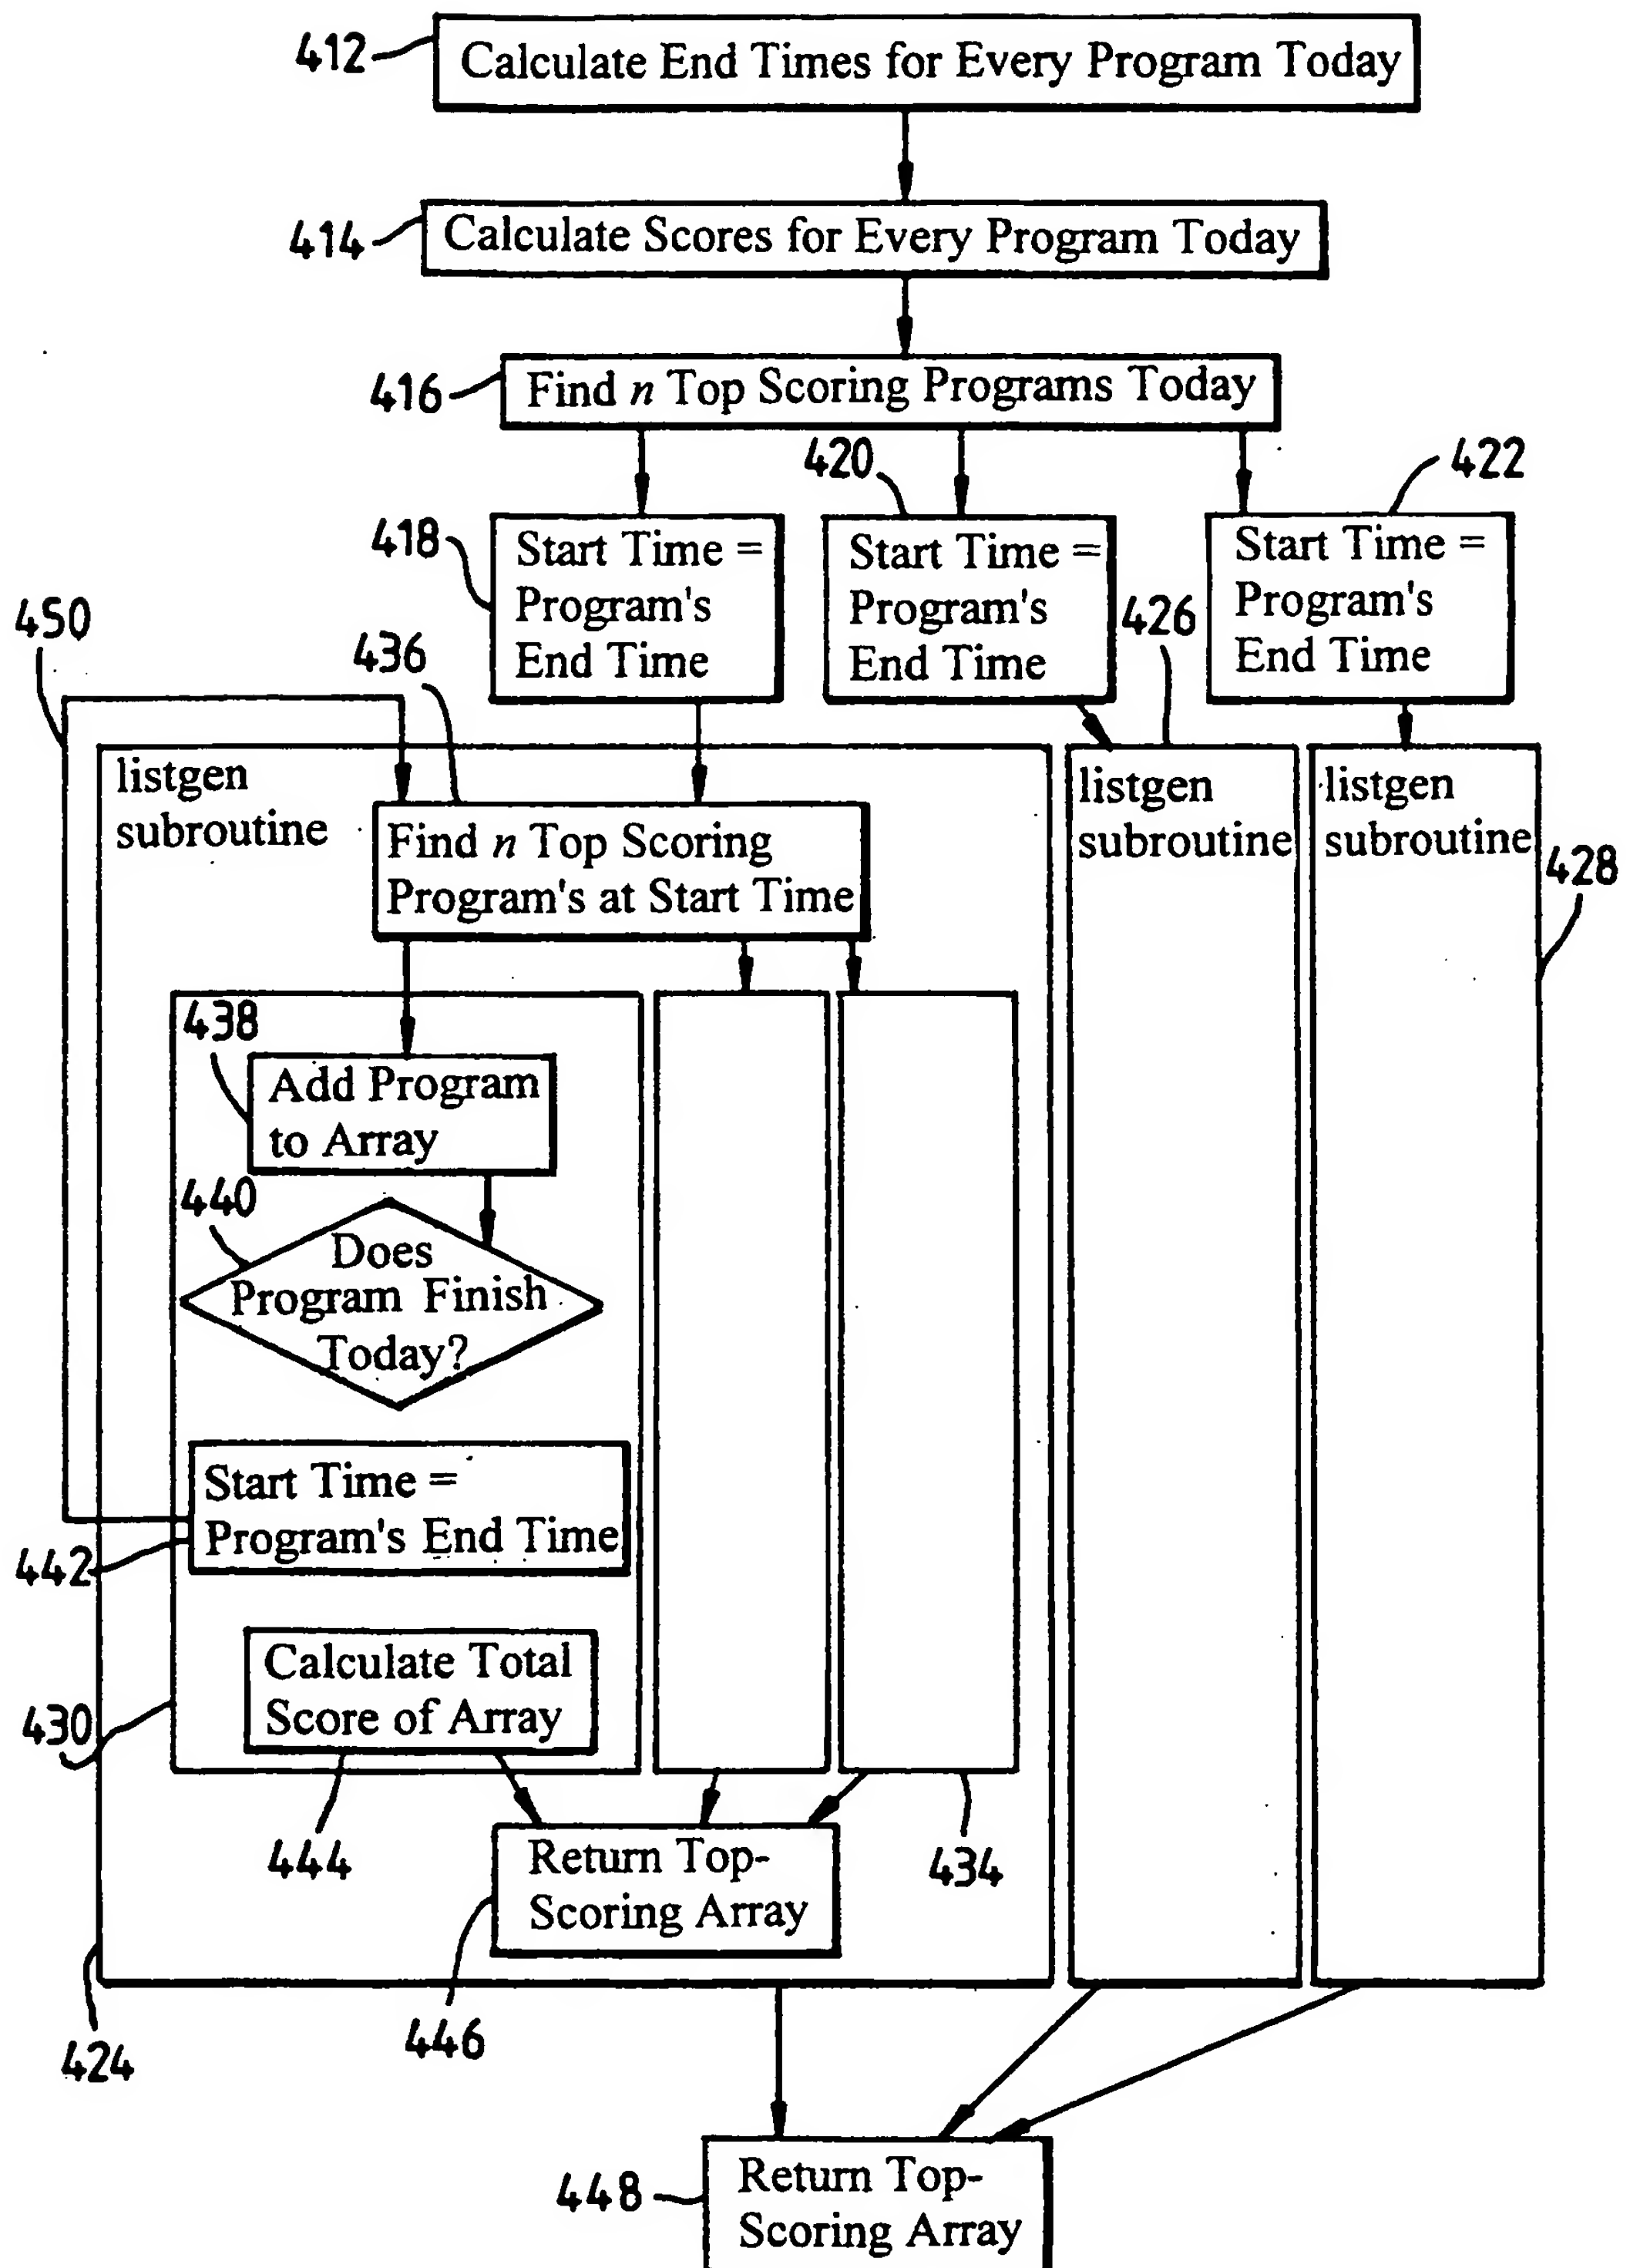 412
Calculate End Times for Every Program Today
414
Calculate Scores for Every Program Today
416
Find n Top Scoring Programs Today
420
422
418
Start Time =
Program's
End Time
Start Time =
Program's
End Time
Start Time =
Program's
End Time
450
436
426
listgen
subroutine
Find n Top Scoring
Program's at Start Time
listgen
subroutine
listgen
subroutine
428
438
Add Program
to Array
440
Does
Program Finish
Today?
Start Time =
Program's End Time
442
Calculate Total
Score of Array
430
444
434
Return Top-
Scoring Array
446
424
448
Return Top-
Scoring Array